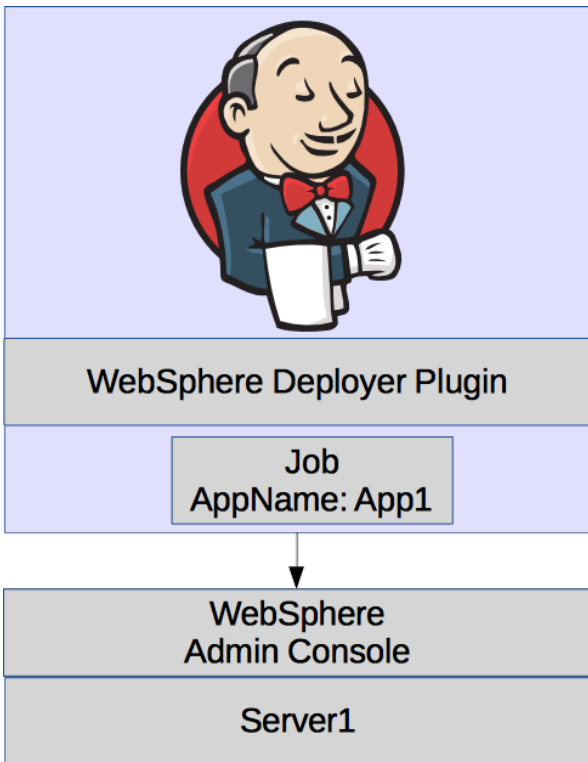 WebSphere Deployer Plugin
Job
AppName: App1
WebSphere
Admin Console
Server1